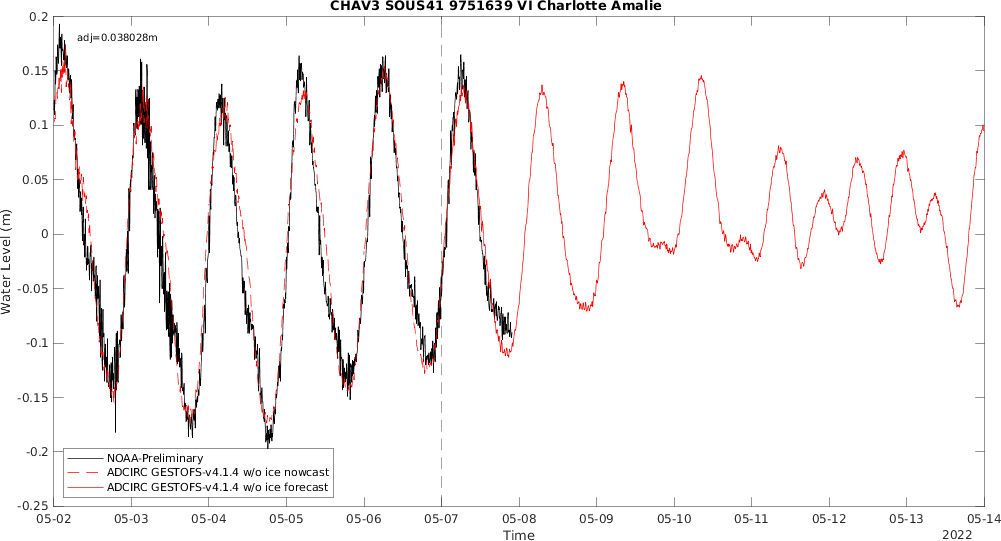 CHAV3 SOUS41 9751639 VI Charlotte Amalie
adj=0.038028m
0.2
0.15
0.1
0.05
0
-0.05
-0.1
-0.15
-0.2
-0.25
Water Level (m)
NOAA-Preliminary
ADCIRC GESTOFS-v4.1.4 w/o ice nowcast
ADCIRC GESTOFS-v4.1.4 w/o ice forecast
05-02 05-03 05-04 05-05 05-06 05-07 05-08 05-09 05-10 05-11 05-12 05-13 05-14
Time
2022